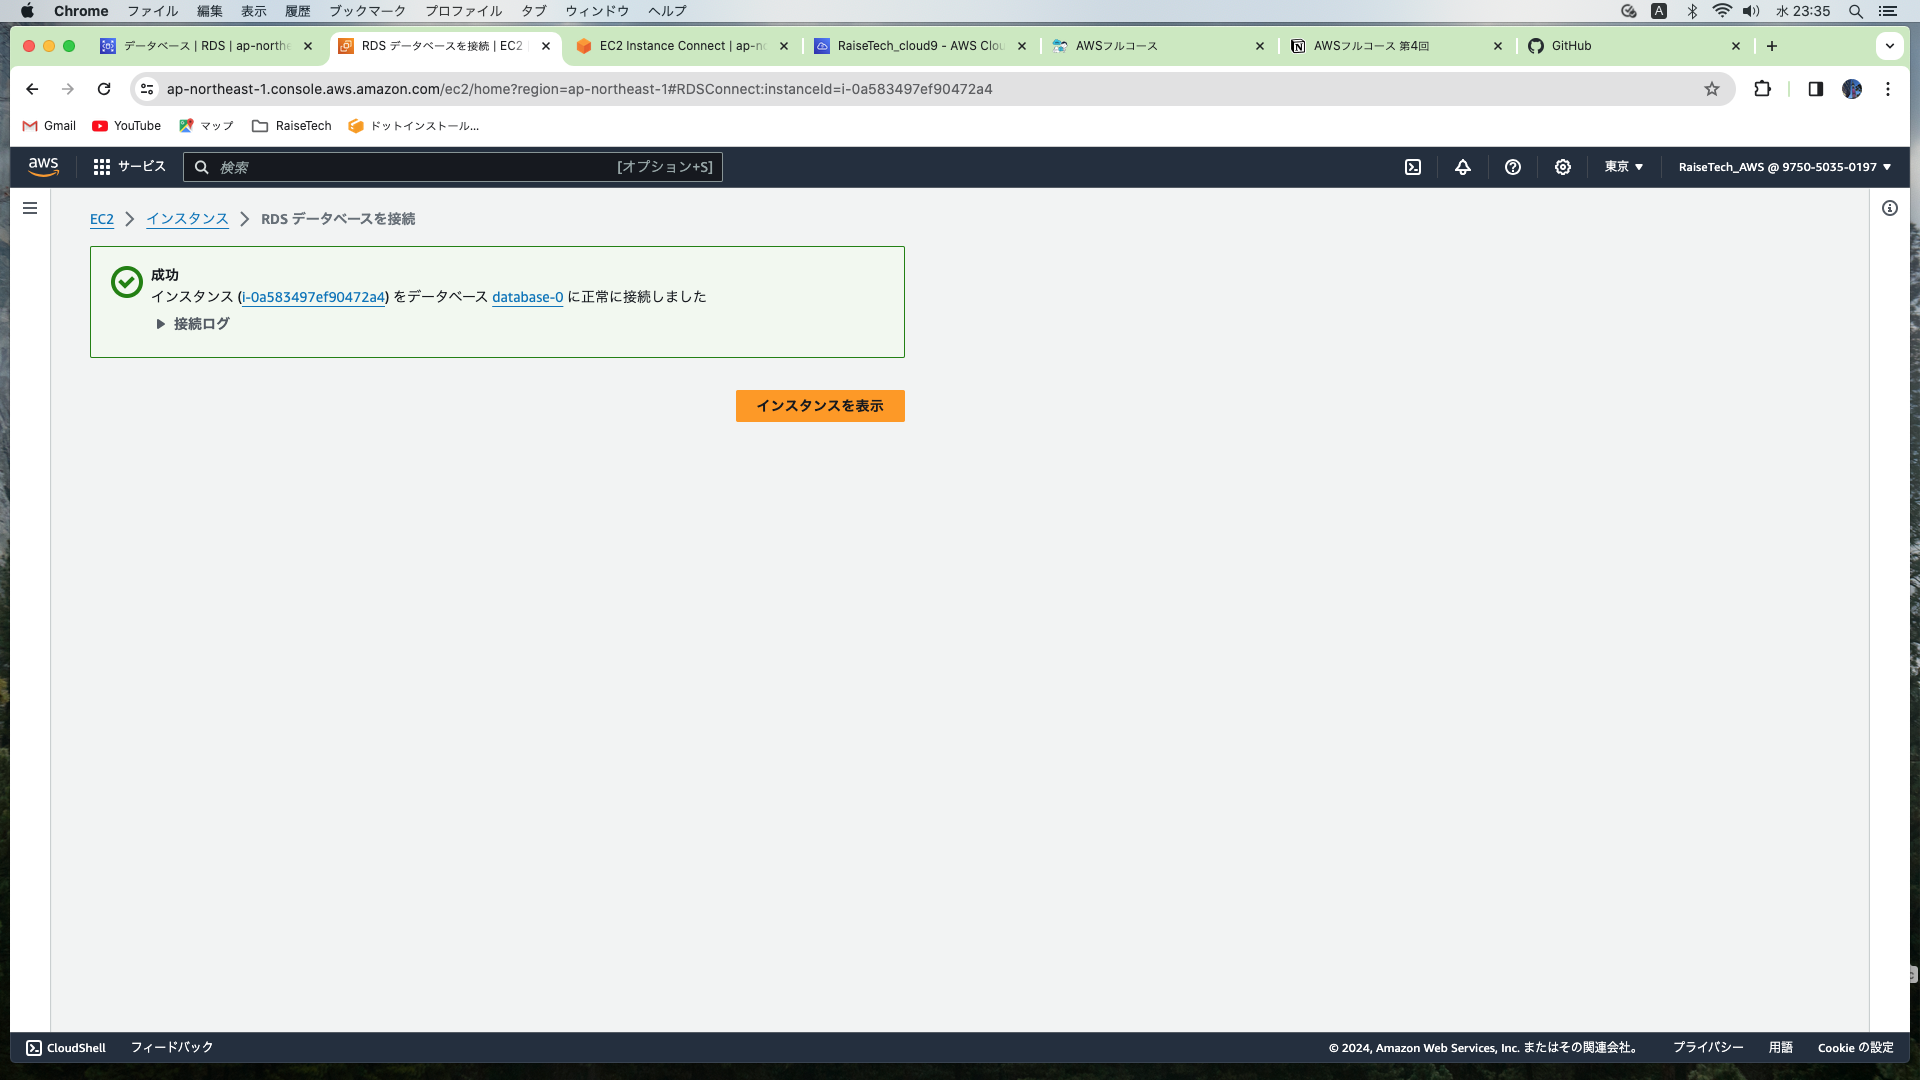 Chrome ファイル 編集 表示 履歴 ブックマーク プロファイル タブ ウィンドウ ヘルプ A 水 23:35
データベース | RDS | ap-northe RDS データベースを接続 | EC2 EC2 Instance Connect | ap-no RaiseTech_cloud9 - AWS Clou AWSフルコース AWSフルコース 第4回 GitHub
ap-northeast-1.console.aws.amazon.com/ec2/home?region=ap-northeast-1#RDSConnect:instanceId=i-0a583497ef90472a4
Gmail YouTube マップ RaiseTech ドットインストール...
aws サービス 検索 [オプション+S] 東京 RaiseTech_AWS @ 9750-5035-0197
EC2 インスタンス RDS データベースを接続
成功
インスタンス (i-0a583497ef90472a4) をデータベース database-0 に正常に接続しました
接続ログ
インスタンスを表示
CloudShell フィードバック © 2024, Amazon Web Services, Inc. またはその関連会社。 プライバシー 用語 Cookie の設定